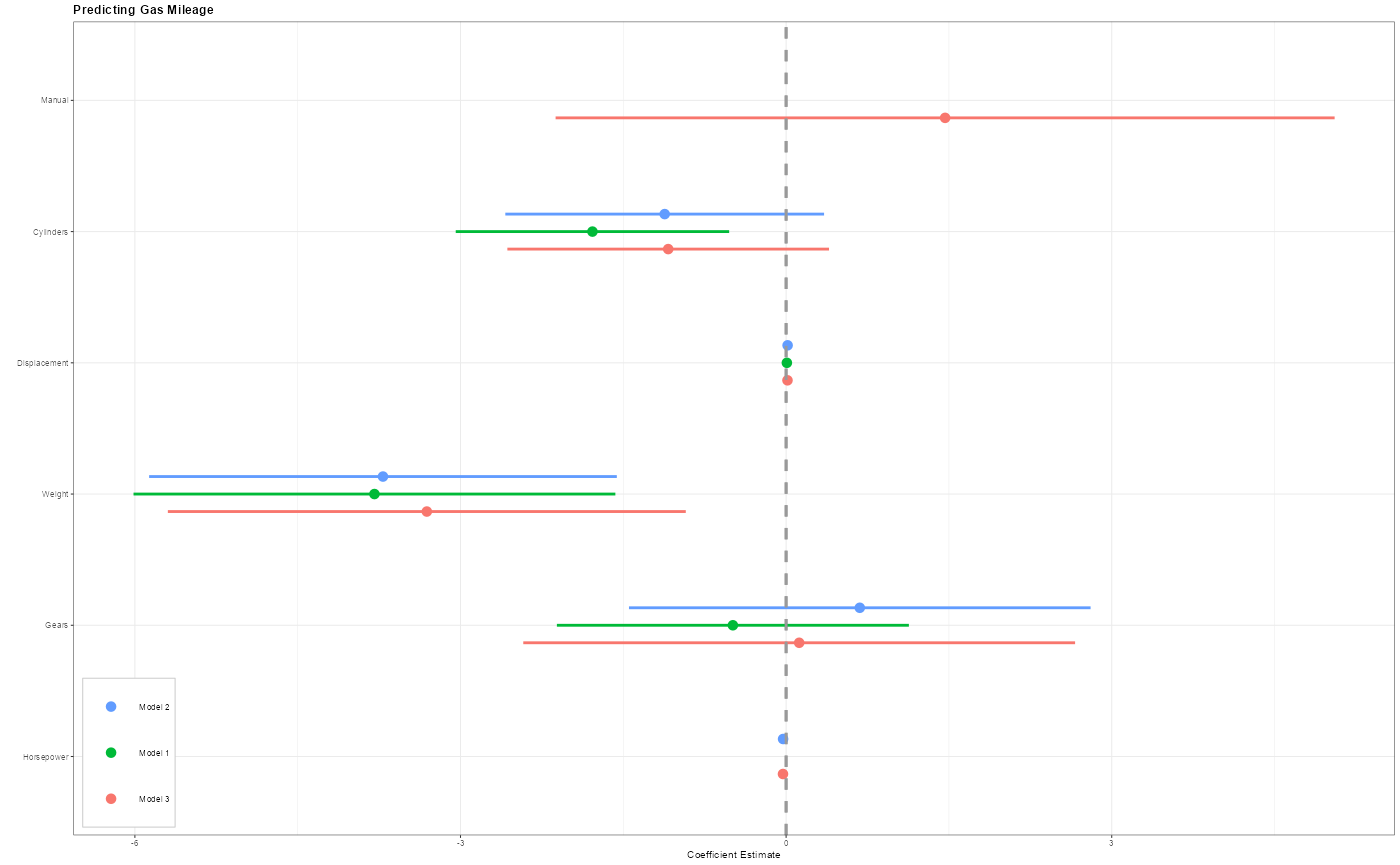 Predicting Gas Mileage
Manual
Cylinders
Displacement
Weight
Gears
Horsepower
Model 2
Model 1
Model 3
-6
-3
0
3
Coefficient Estimate